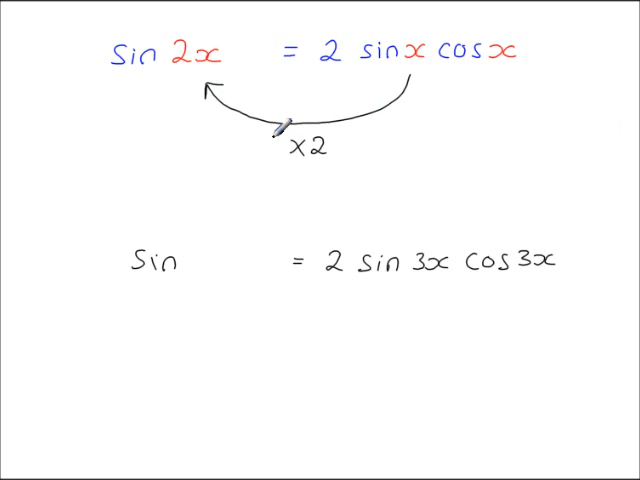 sin 2x = 2 sinx cosx
x2
sin = 2 sin 3x cos 3x